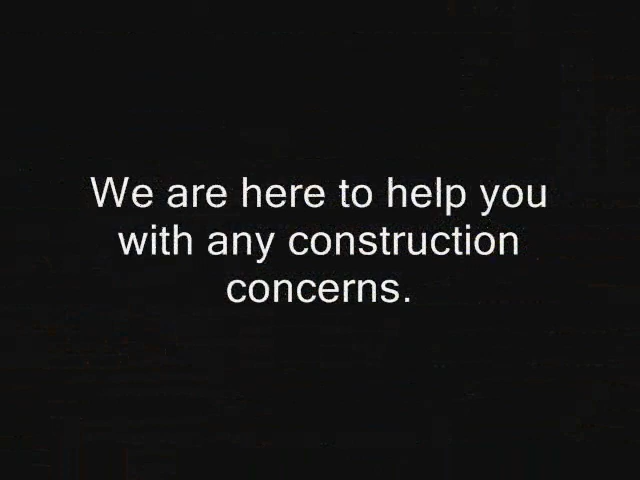 We are here to help you
with any construction
concerns.